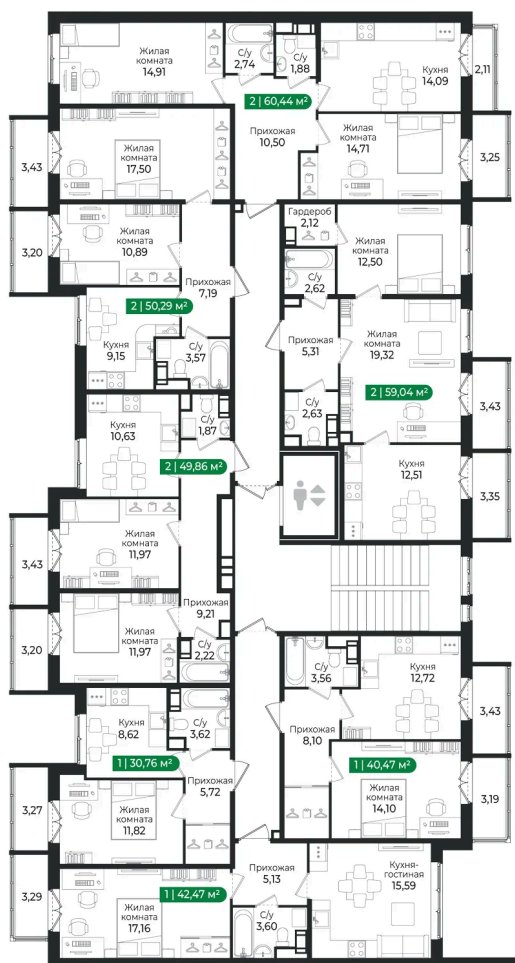 Жилая
комната
14,91
С/у
2,74
С/у
1,88
Кухня
14,09
2,11
2 | 60,44 м²
Прихожая
10,50
Жилая
комната
14,71
3,25
3,43
Жилая
комната
17,50
3,20
Жилая
комната
10,89
Гардероб
2,12
Жилая
комната
12,50
С/у
2,62
Прихожая
7,19
2 | 50,29 м²
Кухня
9,15
С/у
3,57
Прихожая
5,31
Жилая
комната
19,32
2 | 59,04 м²
3,43
С/у
2,63
Кухня
10,63
С/у
1,87
2 | 49,86 м²
Кухня
12,51
3,35
3,43
Жилая
комната
11,97
Прихожая
9,21
3,20
Жилая
комната
11,97
С/у
2,22
С/у
3,56
Кухня
12,72
3,43
Кухня
8,62
С/у
3,62
Прихожая
8,10
1 | 30,76 м²
1 | 40,47 м²
Прихожая
5,72
3,27
Жилая
комната
11,82
Жилая
комната
14,10
3,19
Прихожая
5,13
Кухня-
гостиная
15,59
3,29
1 | 42,47 м²
Жилая
комната
17,16
С/у
3,60